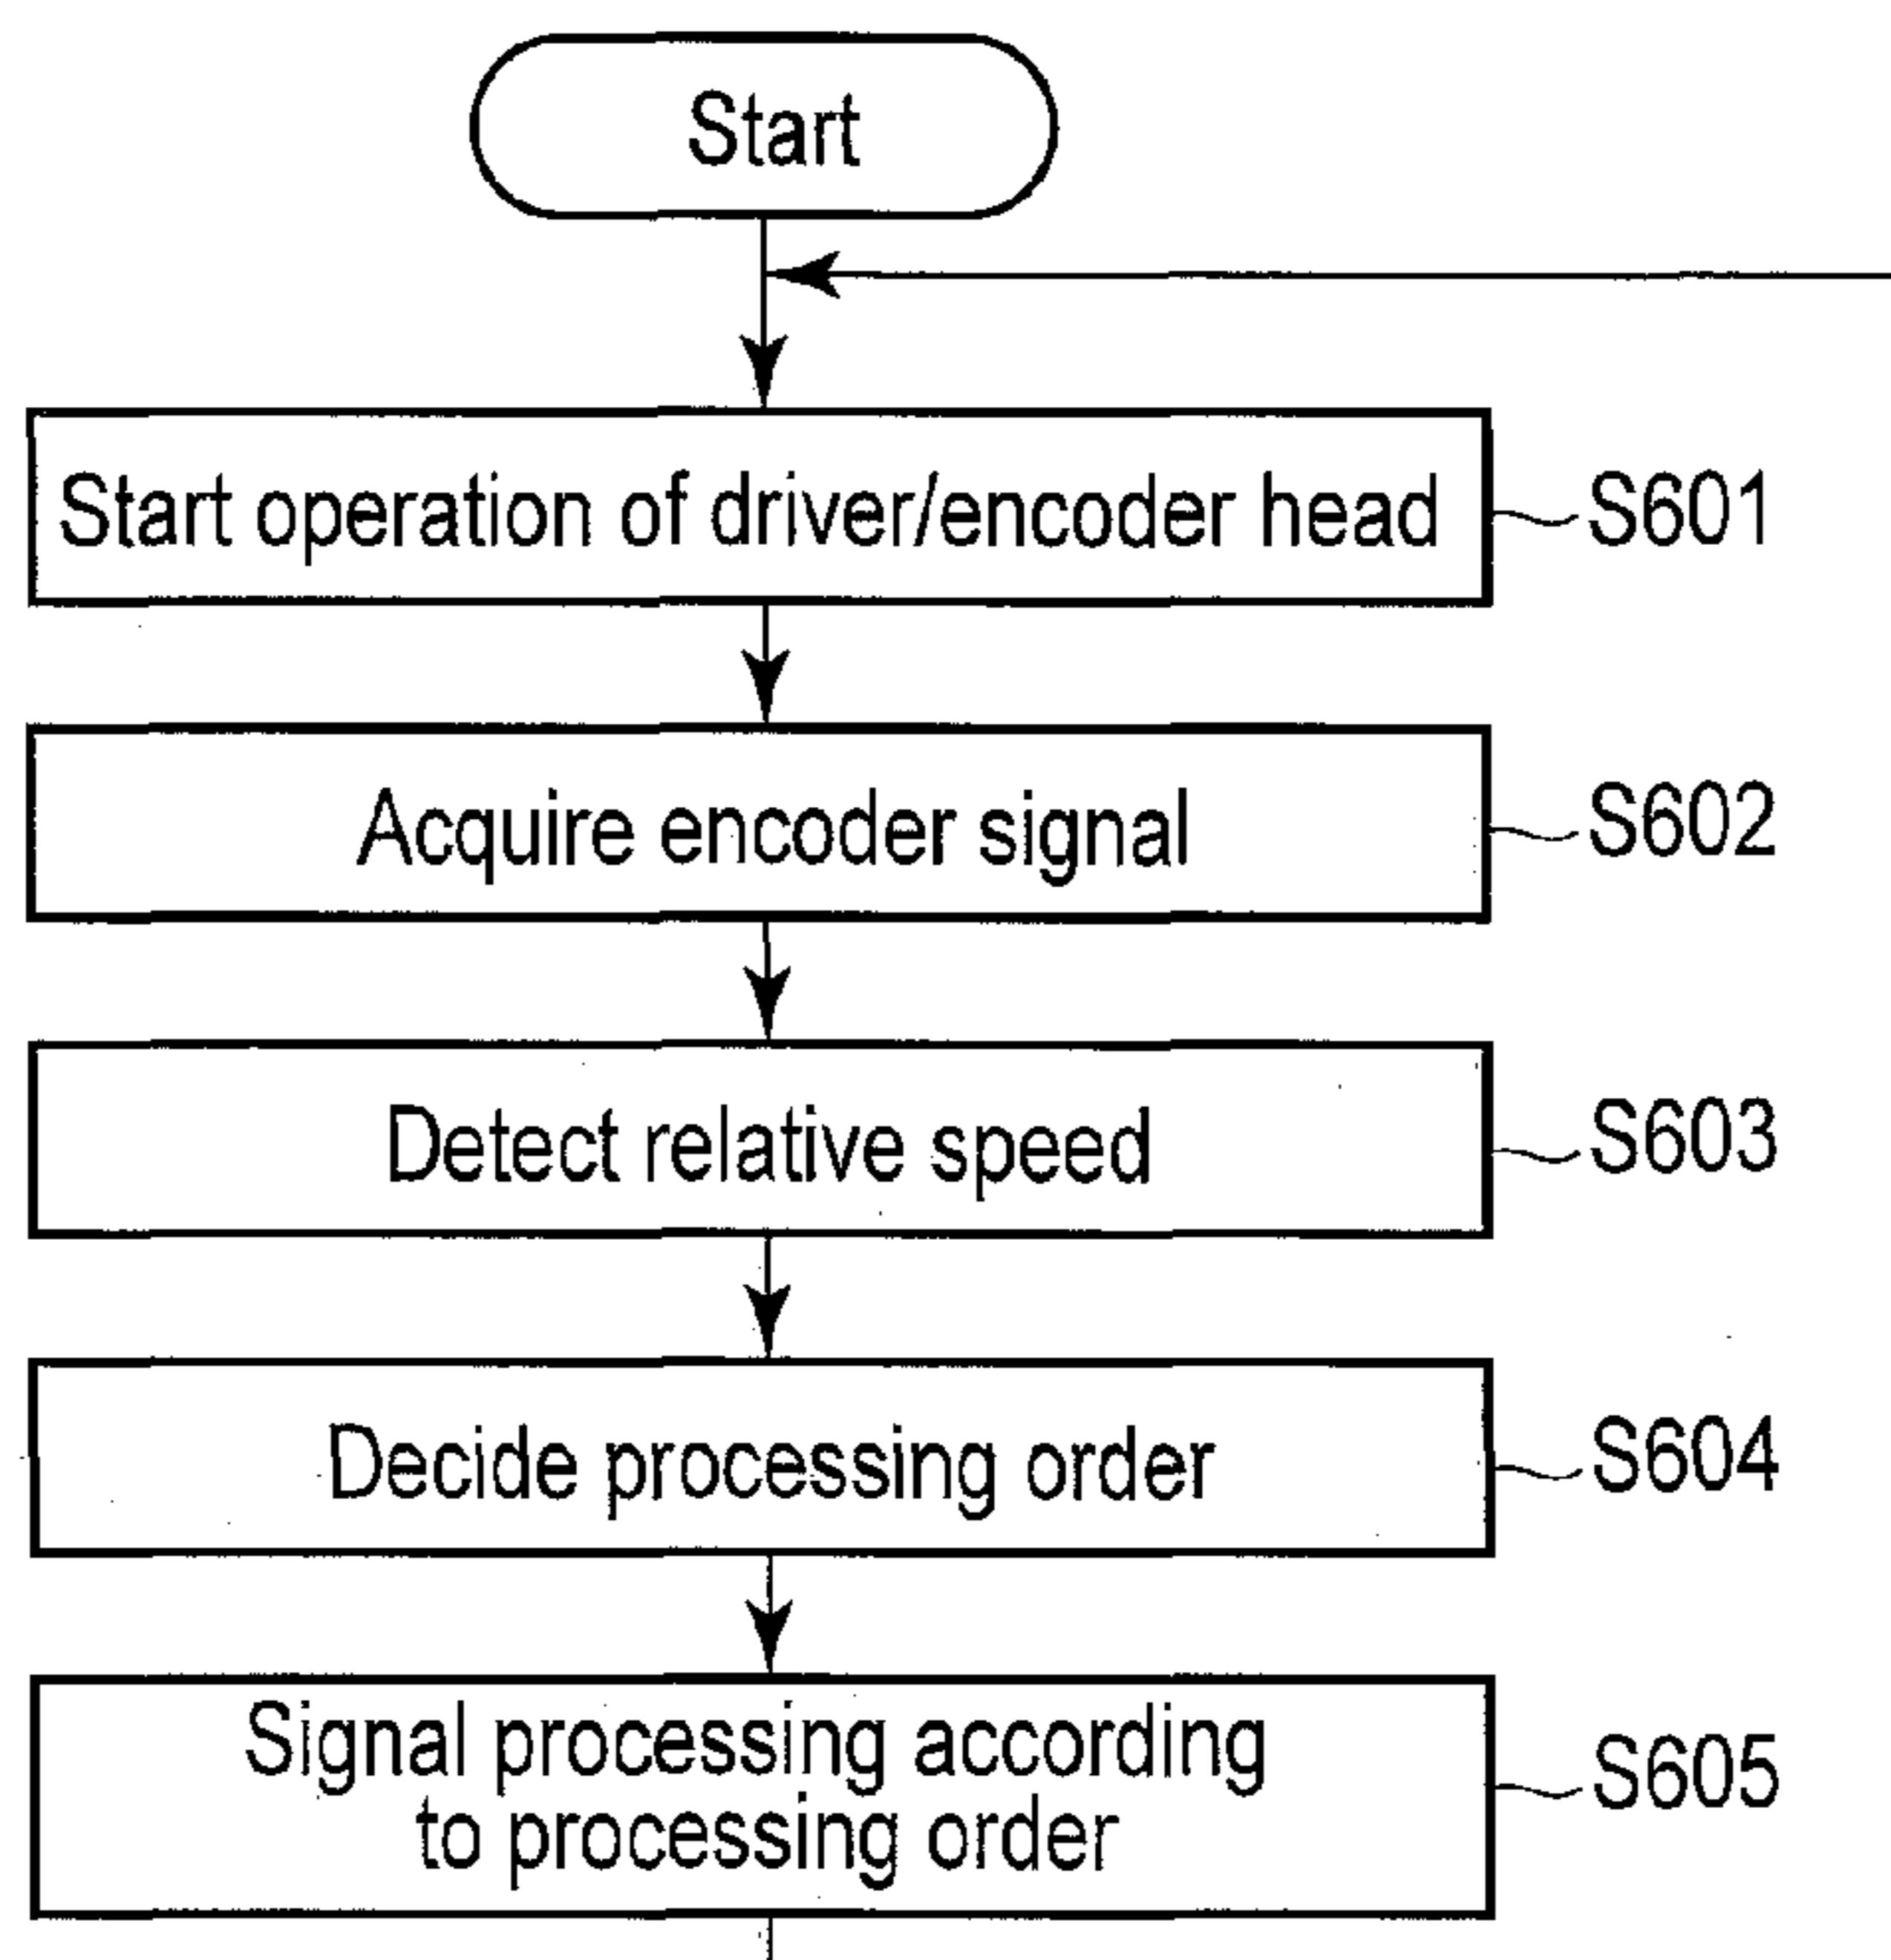 Start
Start operation of driver/encoder head
S601
Acquire encoder signal
S602
Detect relative speed
S603
Decide processing order
S604
Signal processing according
to processing order
S605